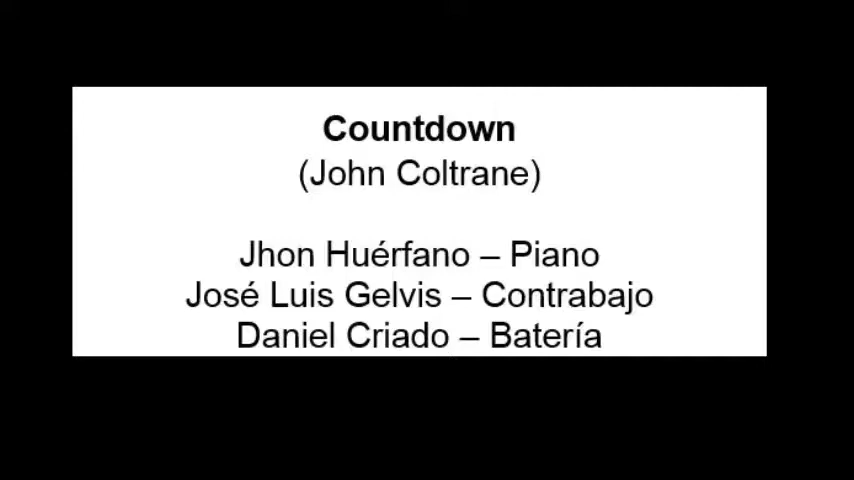 Countdown
(John Coltrane)
Jhon Huérfano – Piano
José Luis Gelvis – Contrabajo
Daniel Criado – Batería